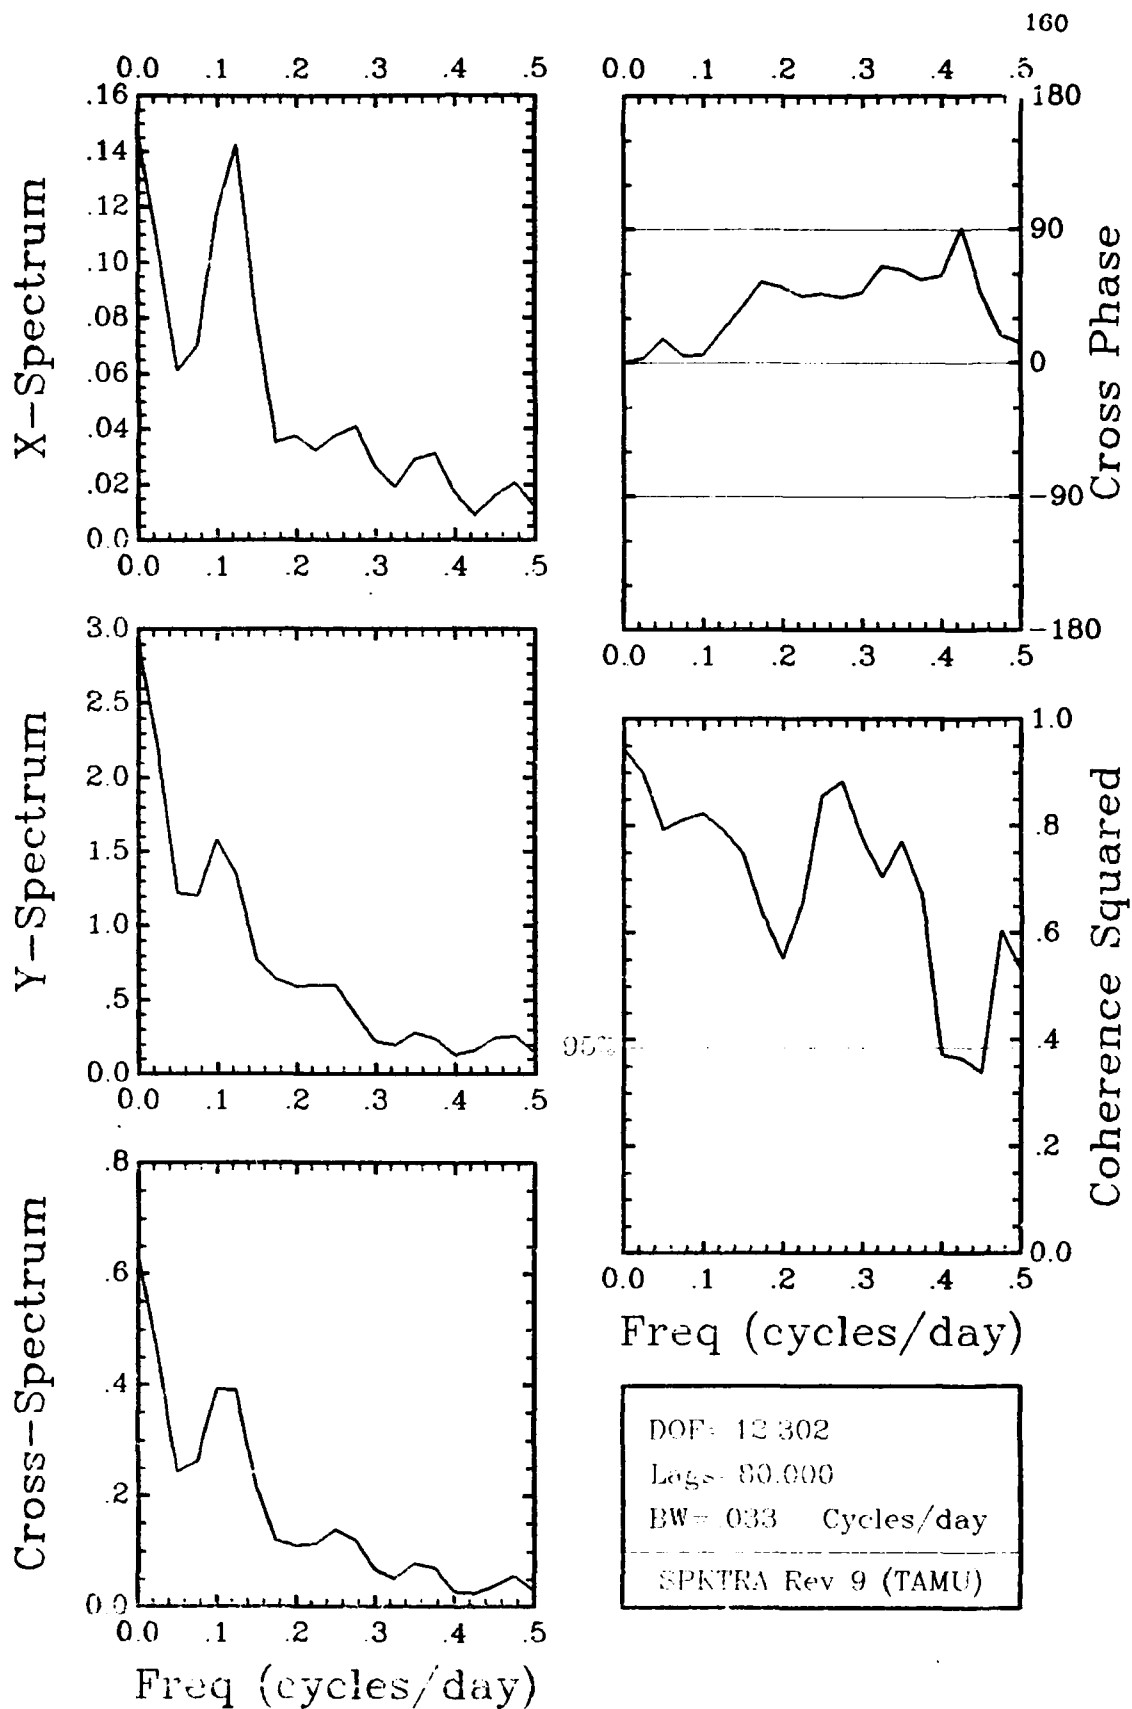 160
0.0 .1 .2 .3 .4 .5
.16
.14
.12
.10
.08
.06
.04
.02
0.0
X-Spectrum
0.0 .1 .2 .3 .4 .5
3.0
2.5
2.0
1.5
1.0
.5
0.0
Y-Spectrum
0.0 .1 .2 .3 .4 .5
.8
.6
.4
.2
0.0
Cross-Spectrum
0.0 .1 .2 .3 .4 .5
Freq (cycles/day)
0.0 .1 .2 .3 .4 .5
180
90
0
-90
-180
Cross Phase
0.0 .1 .2 .3 .4 .5
1.0
.8
.6
.4
.2
0.0
95%
Coherence Squared
0.0 .1 .2 .3 .4 .5
Freq (cycles/day)
DOF= 12.302
Lags= 80.000
BW= .033 Cycles/day
SPKTRA Rev 9 (TAMU)